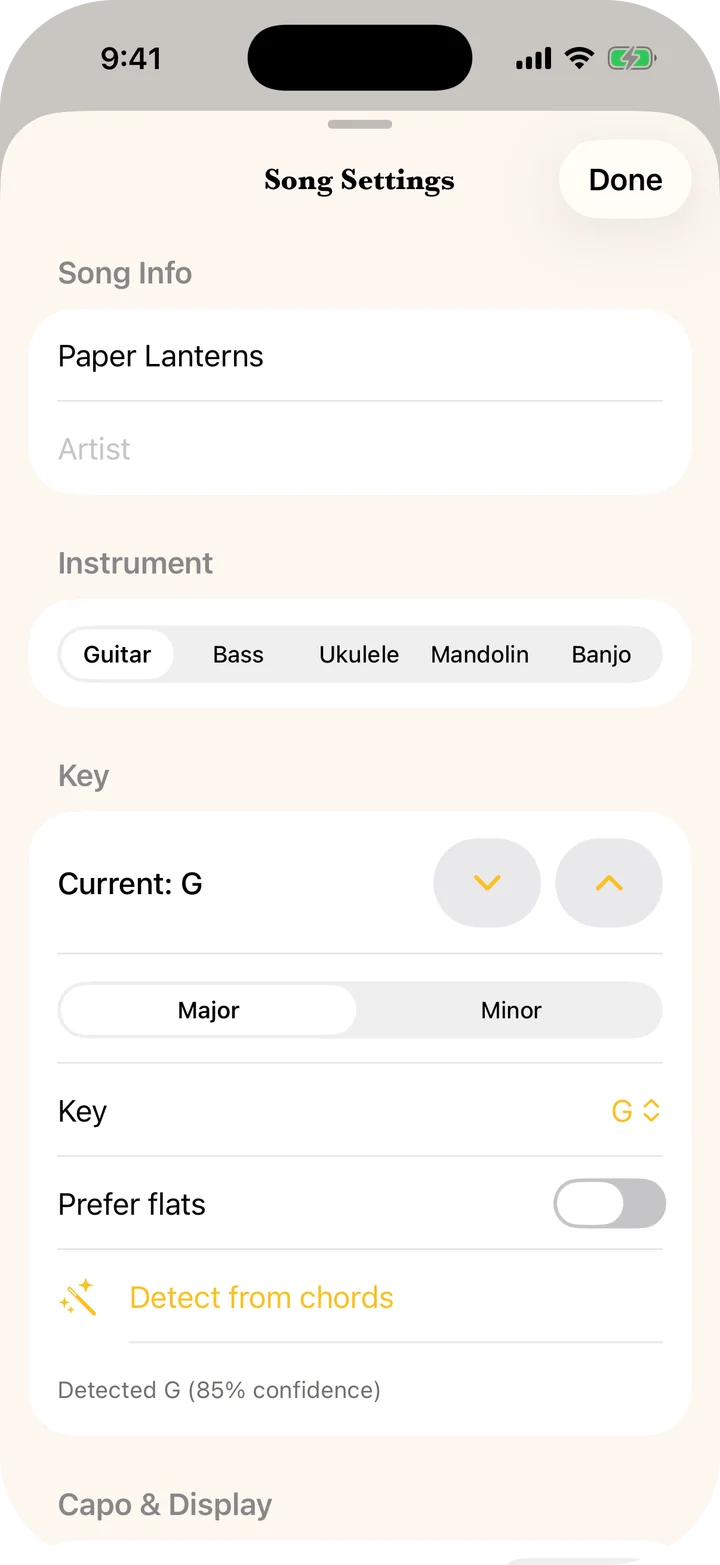 9:41
Song Settings
Done
Song Info
Paper Lanterns
Artist
Instrument
Guitar Bass Ukulele Mandolin Banjo
Key
Current: G
Major Minor
Key G
Prefer flats
Detect from chords
Detected G (85% confidence)
Capo & Display